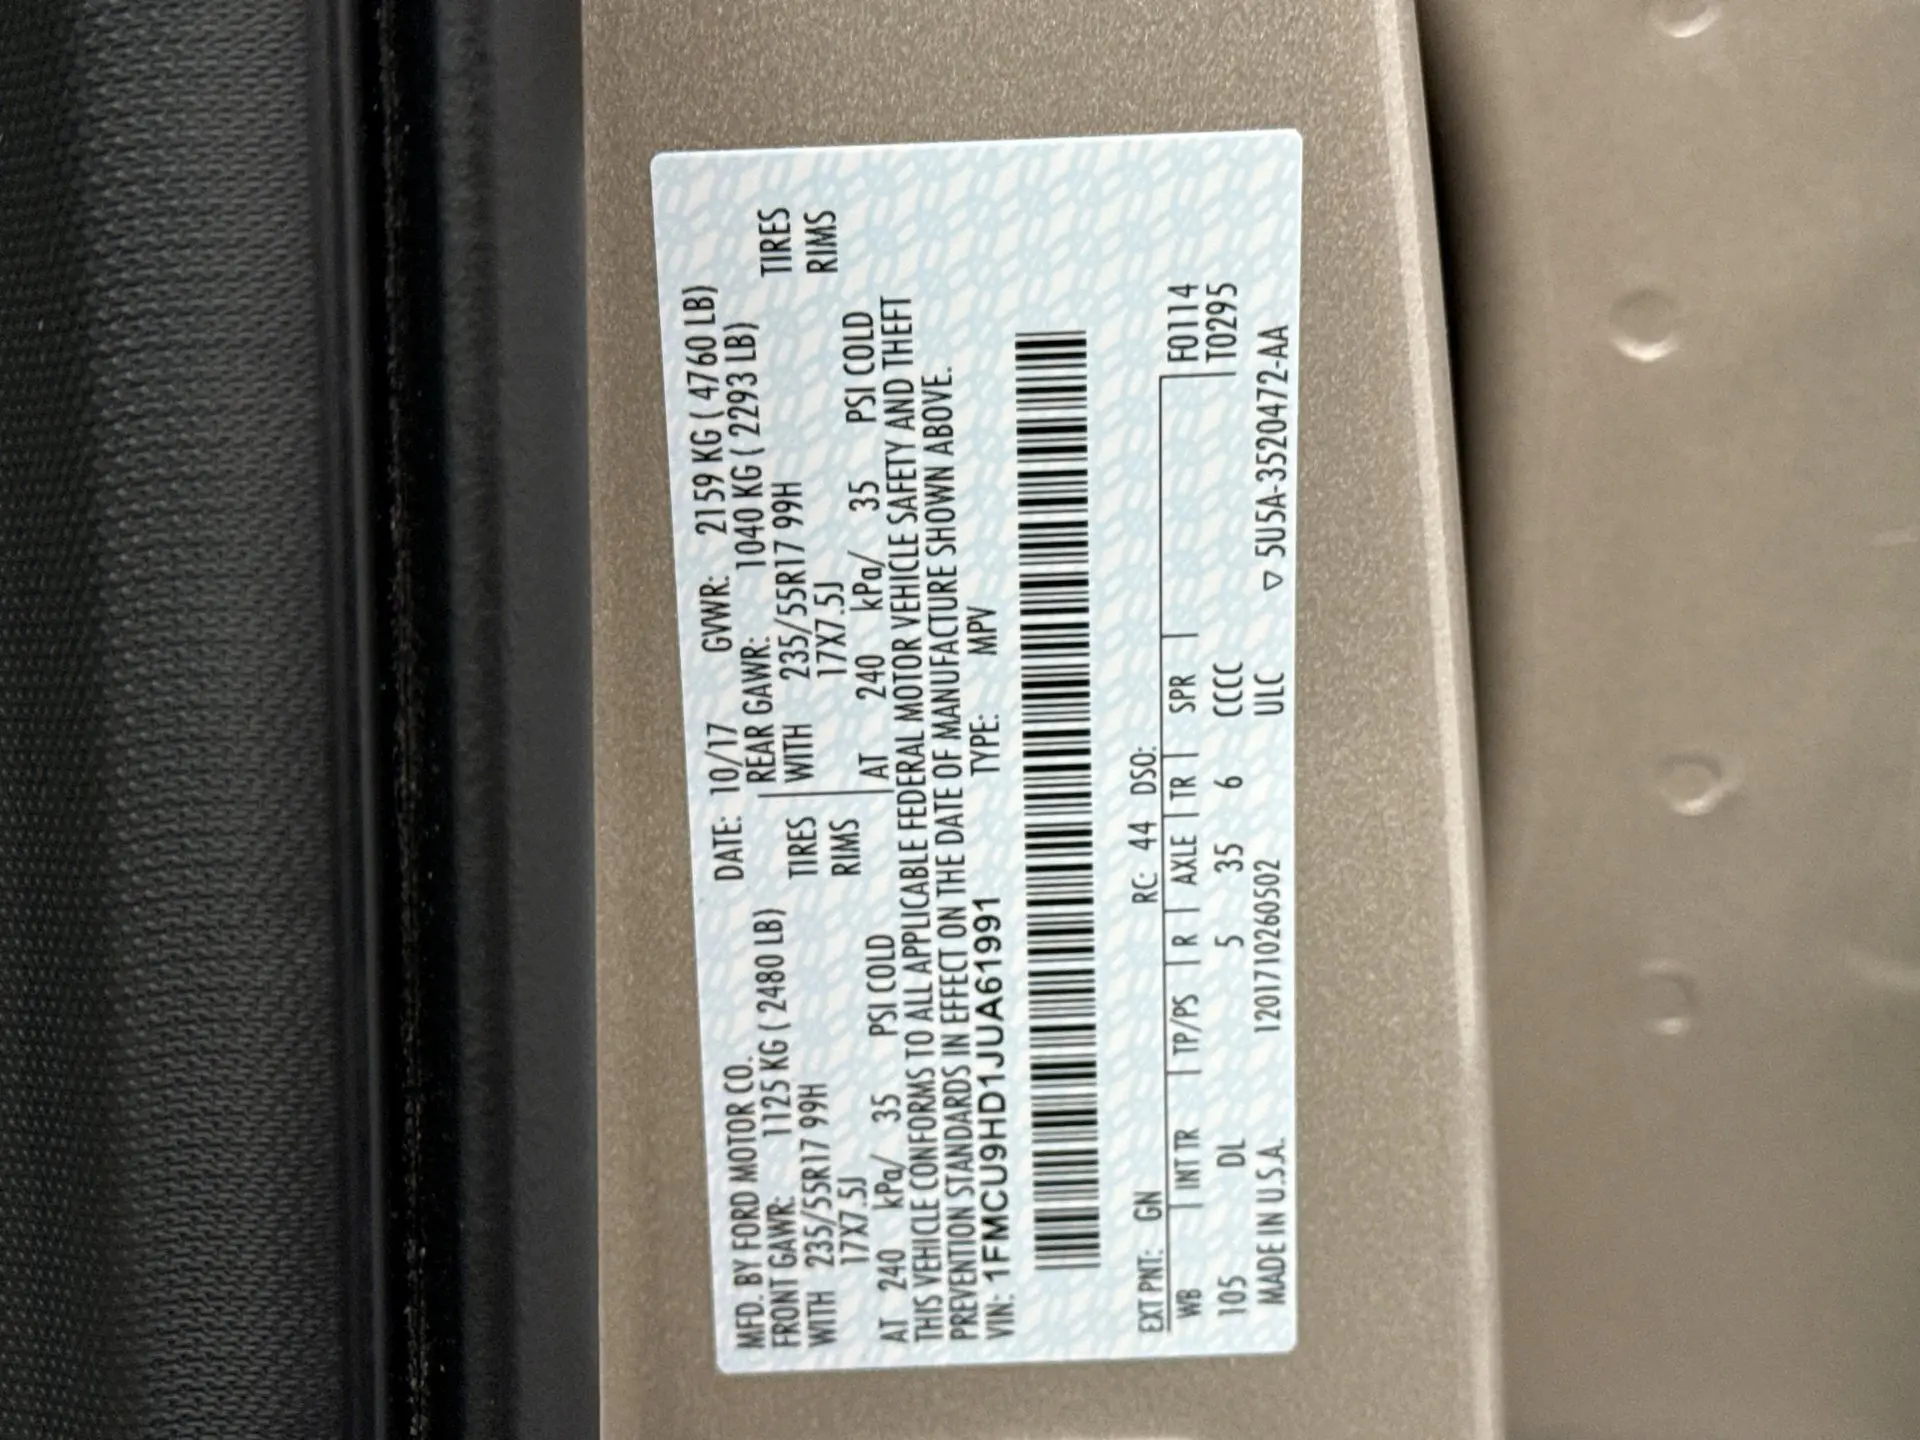 MFD. BY FORD MOTOR CO. DATE: 10/17 GVWR: 2159 KG ( 4760 LB)
FRONT GAWR: 1125 KG ( 2480 LB) REAR GAWR: 1040 KG ( 2293 LB)
WITH 235/55R17 99H TIRES WITH 235/55R17 99H TIRES
17X7.5J RIMS 17X7.5J RIMS
AT 240 kPa/ 35 PSI COLD AT 240 kPa/ 35 PSI COLD
THIS VEHICLE CONFORMS TO ALL APPLICABLE FEDERAL MOTOR VEHICLE SAFETY AND THEFT
PREVENTION STANDARDS IN EFFECT ON THE DATE OF MANUFACTURE SHOWN ABOVE.
VIN: 1FMCU9HD1JUA61991 TYPE: MPV
EXT PNT: GN RC: 44 DSO:
WB INT TR TP/PS R AXLE TR SPR F0114
105 DL 5 35 6 CCCC T0295
MADE IN U.S.A. 1201710260502 ULC ▽ 5U5A-3520472-AA